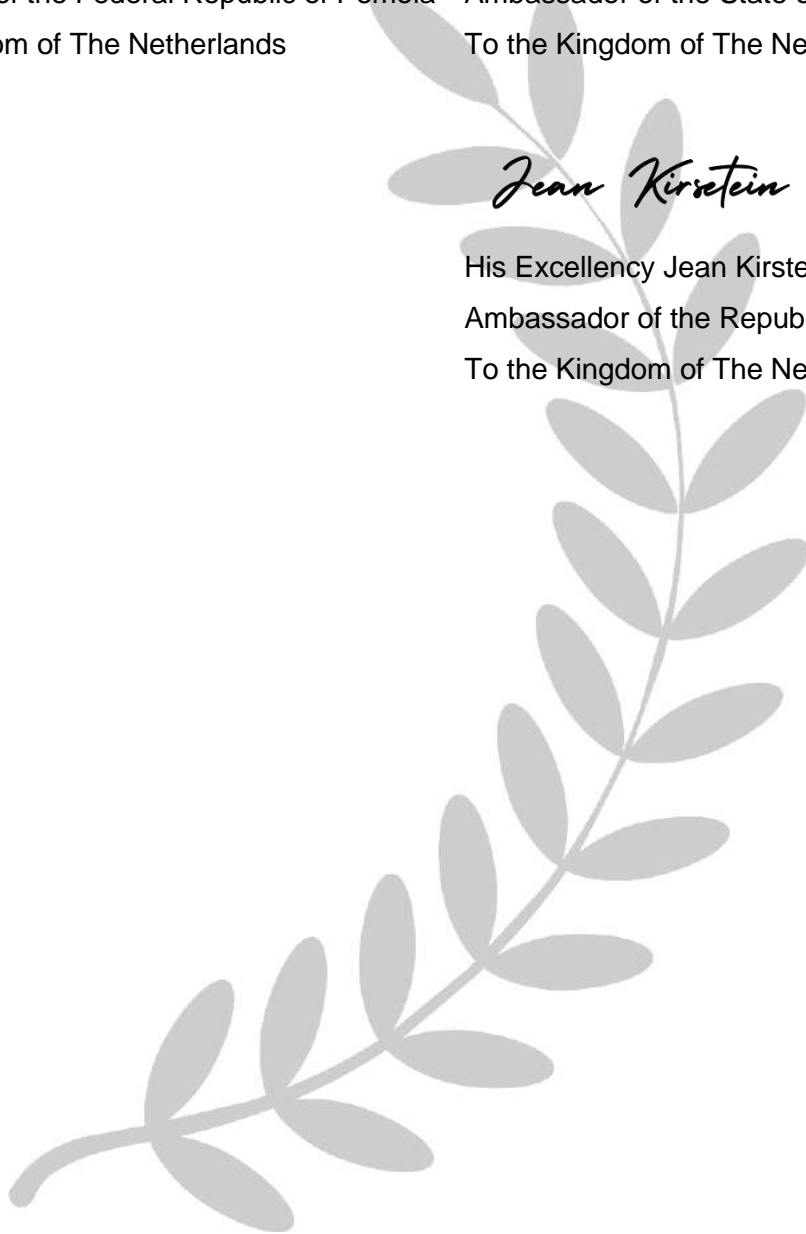 of the Federal Republic of Pomola Ambassador of the State o
om of The Netherlands To the Kingdom of The Ne
Jean Kirsetein
His Excellency Jean Kirste
Ambassador of the Repub
To the Kingdom of The Ne